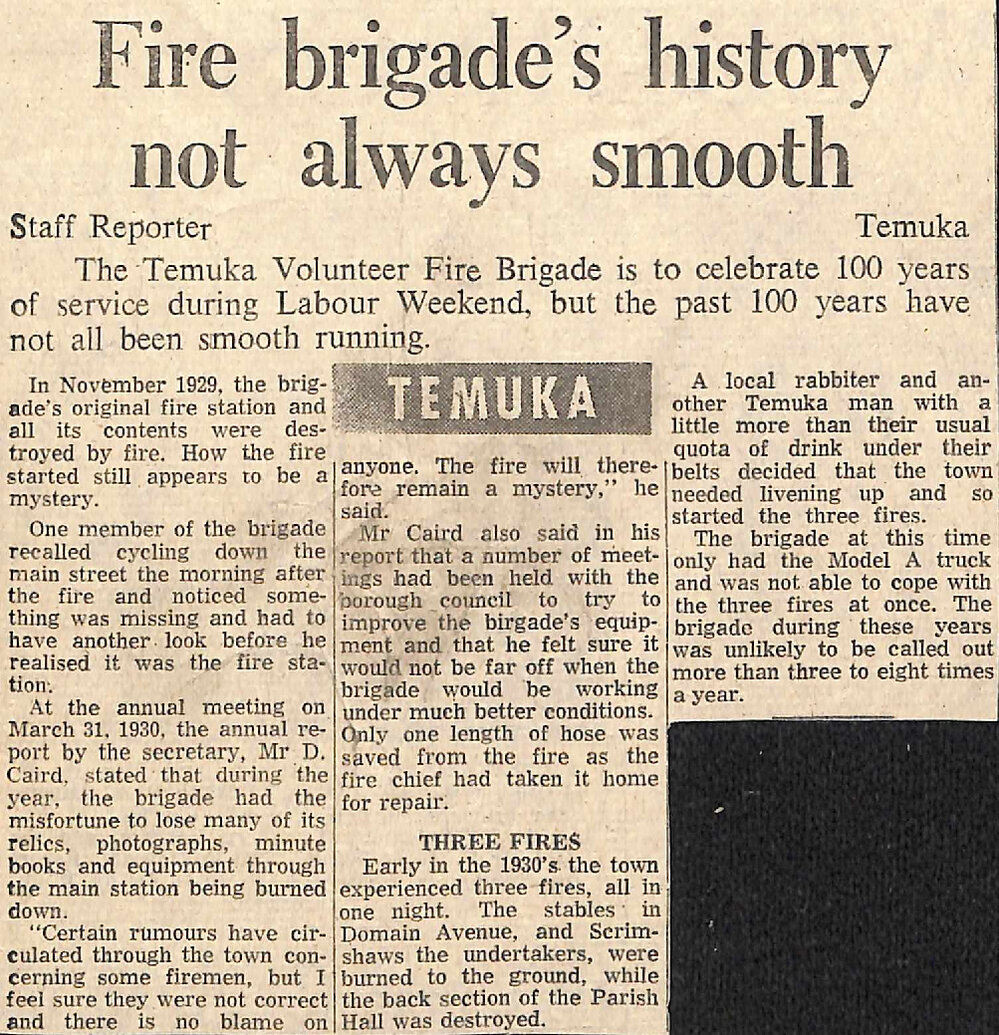 Fire brigade's history
not always smooth
Staff Reporter Temuka
The Temuka Volunteer Fire Brigade is to celebrate 100 years
of service during Labour Weekend, but the past 100 years have
not all been smooth running.
In November 1929, the brig-
ade's original fire station and
all its contents were des-
troyed by fire. How the fire
started still appears to be a
mystery.
One member of the brigade
recalled cycling down the
main street the morning after
the fire and noticed some-
thing was missing and had to
have another look before he
realised it was the fire sta-
tion.
At the annual meeting on
March 31, 1930, the annual re-
port by the secretary, Mr D.
Caird, stated that during the
year, the brigade had the
misfortune to lose many of its
relics, photographs, minute
books and equipment through
the main station being burned
down.
"Certain rumours have cir-
culated through the town con-
cerning some firemen, but I
feel sure they were not correct
and there is no blame on
TEMUKA
anyone. The fire will there-
fore remain a mystery," he
said.
Mr Caird also said in his
report that a number of meet-
ings had been held with the
borough council to try to
improve the birgade's equip-
ment and that he felt sure it
would not be far off when the
brigade would be working
under much better conditions.
Only one length of hose was
saved from the fire as the
fire chief had taken it home
for repair.
THREE FIRES
Early in the 1930's the town
experienced three fires, all in
one night. The stables in
Domain Avenue, and Scrim-
shaws the undertakers, were
burned to the ground, while
the back section of the Parish
Hall was destroyed.
A local rabbiter and an-
other Temuka man with a
little more than their usual
quota of drink under their
belts decided that the town
needed livening up and so
started the three fires.
The brigade at this time
only had the Model A truck
and was not able to cope with
the three fires at once. The
brigade during these years
was unlikely to be called out
more than three to eight times
a year.